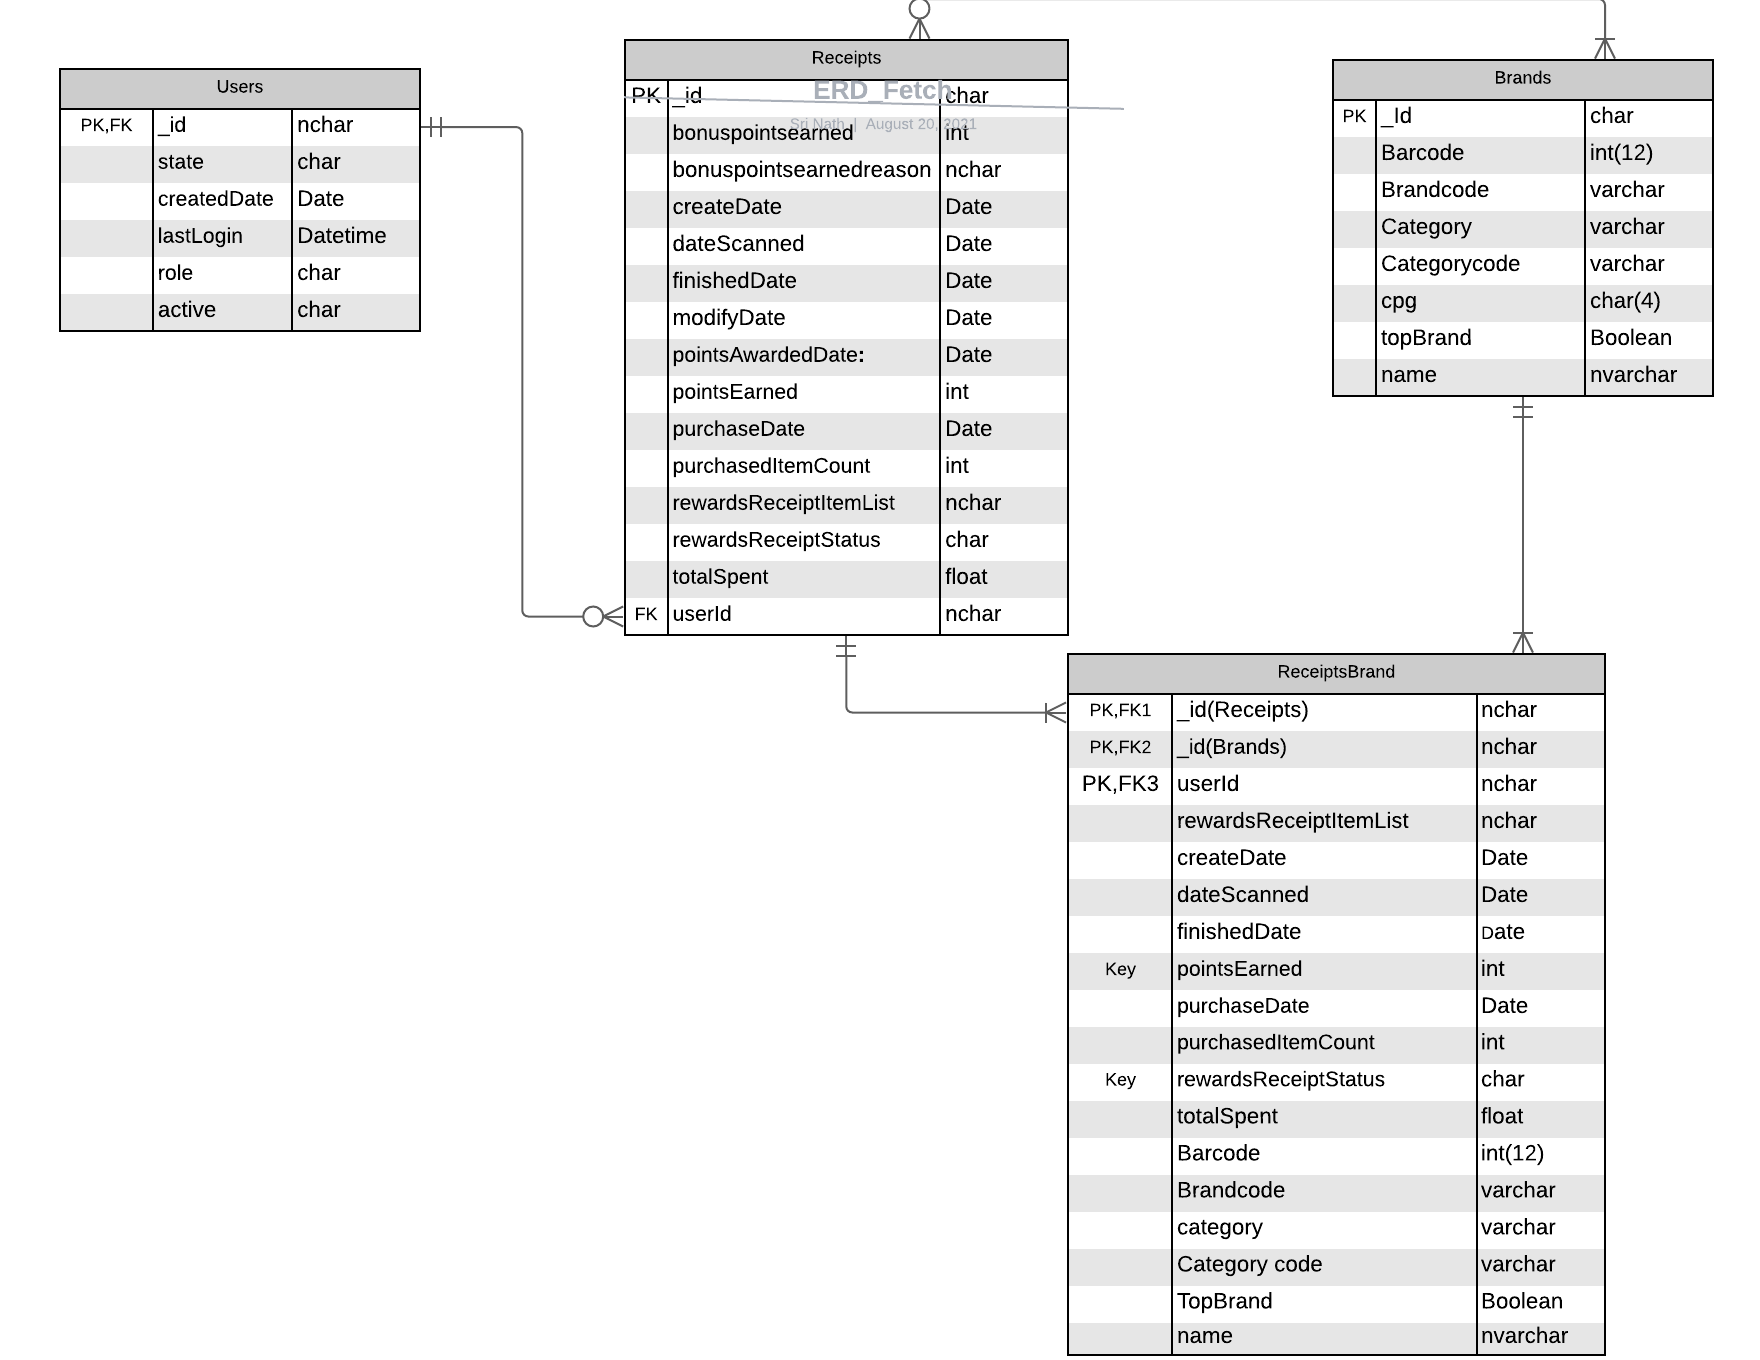 Users
PK,FK _id nchar
state char
createdDate Date
lastLogin Datetime
role char
active char
Receipts
ERD_Fetch
PK _id char
Sri Nath | August 20, 2021
bonuspointsearned int
bonuspointsearnedreason nchar
createDate Date
dateScanned Date
finishedDate Date
modifyDate Date
pointsAwardedDate: Date
pointsEarned int
purchaseDate Date
purchasedItemCount int
rewardsReceiptItemList nchar
rewardsReceiptStatus char
totalSpent float
FK userId nchar
Brands
PK _Id char
Barcode int(12)
Brandcode varchar
Category varchar
Categorycode varchar
cpg char(4)
topBrand Boolean
name nvarchar
ReceiptsBrand
PK,FK1 _id(Receipts) nchar
PK,FK2 _id(Brands) nchar
PK,FK3 userId nchar
rewardsReceiptItemList nchar
createDate Date
dateScanned Date
finishedDate Date
Key pointsEarned int
purchaseDate Date
purchasedItemCount int
Key rewardsReceiptStatus char
totalSpent float
Barcode int(12)
Brandcode varchar
category varchar
Category code varchar
TopBrand Boolean
name nvarchar